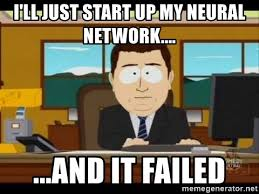 I'LL JUST START UP MY NEURAL
NETWORK....
...AND IT FAILED
memegenerator.net